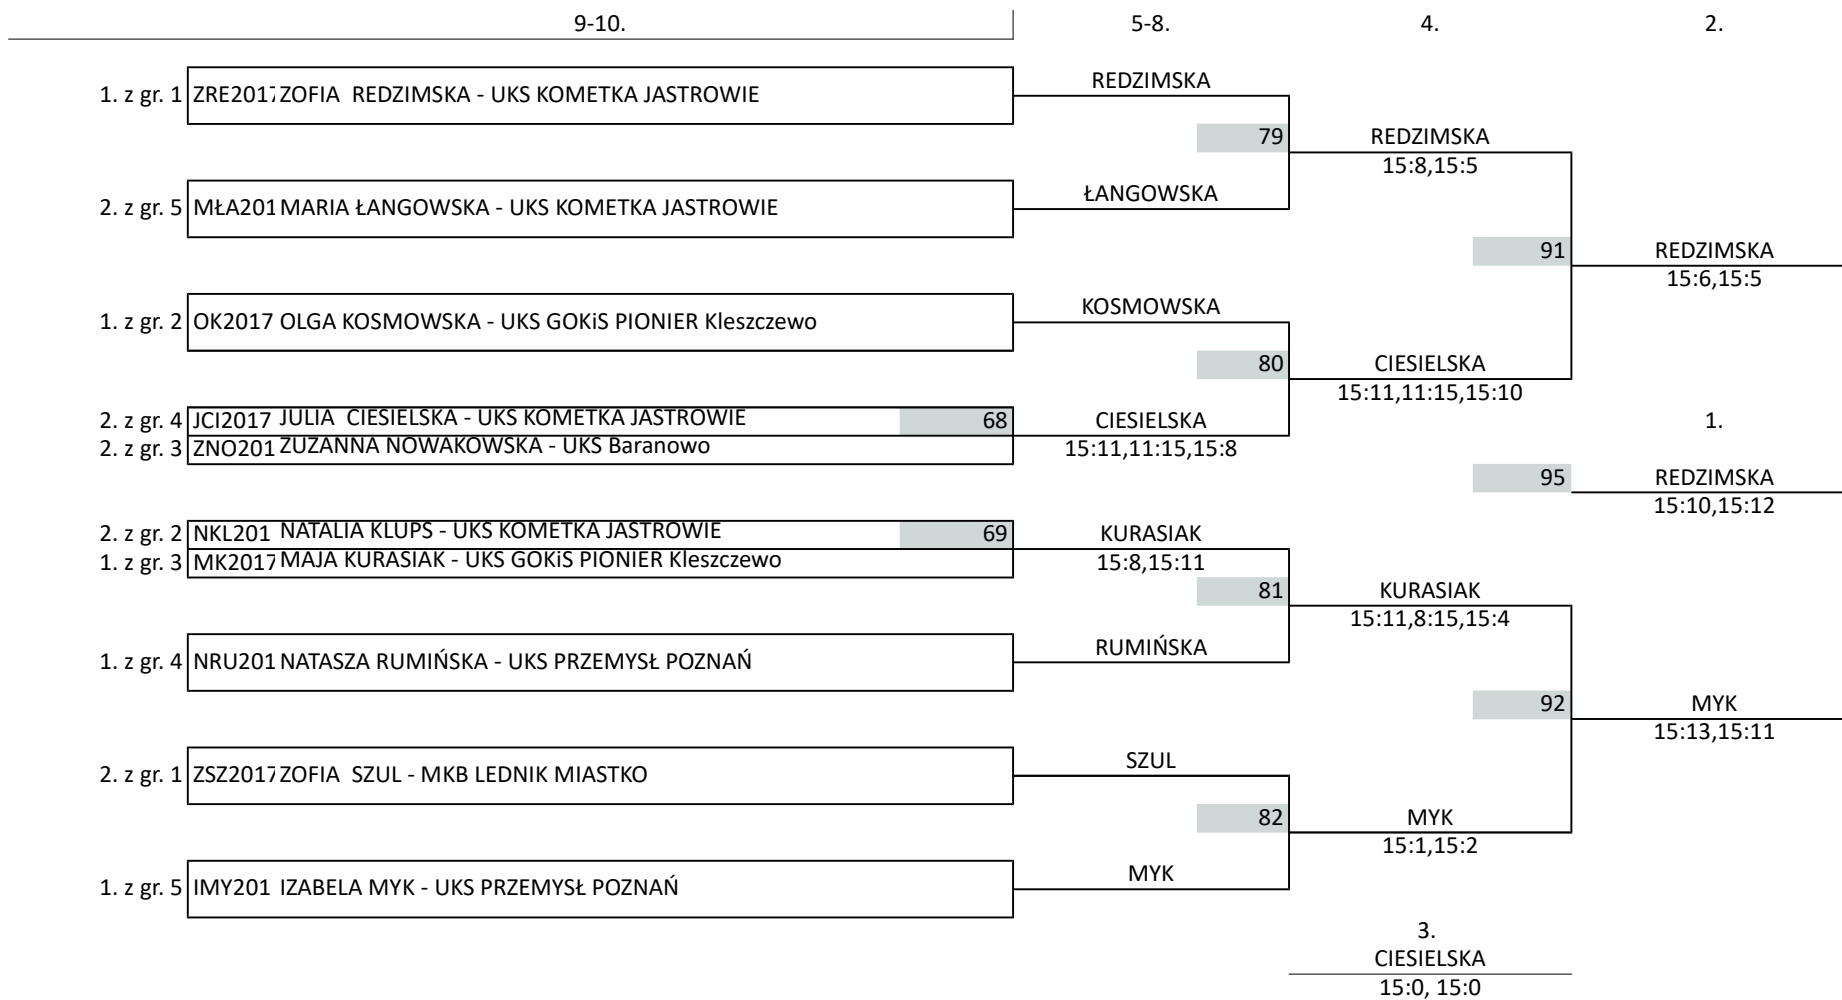 9-10. 5-8. 4. 2.
REDZIMSKA
1. z gr. 1 ZRE2017 ZOFIA REDZIMSKA - UKS KOMETKA JASTROWIE
79 REDZIMSKA
15:8,15:5
ŁANGOWSKA
2. z gr. 5 MŁA201 MARIA ŁANGOWSKA - UKS KOMETKA JASTROWIE
91 REDZIMSKA
15:6,15:5
KOSMOWSKA
1. z gr. 2 OK2017 OLGA KOSMOWSKA - UKS GOKiS PIONIER Kleszczewo
80 CIESIELSKA
15:11,11:15,15:10
2. z gr. 4 JCI2017 JULIA CIESIELSKA - UKS KOMETKA JASTROWIE 68 CIESIELSKA 1.
2. z gr. 3 ZNO201 ZUZANNA NOWAKOWSKA - UKS Baranowo 15:11,11:15,15:8
95 REDZIMSKA
15:10,15:12
2. z gr. 2 NKL201 NATALIA KLUPS - UKS KOMETKA JASTROWIE 69 KURASIAK
1. z gr. 3 MK2017 MAJA KURASIAK - UKS GOKiS PIONIER Kleszczewo 15:8,15:11
81 KURASIAK
15:11,8:15,15:4
RUMIŃSKA
1. z gr. 4 NRU201 NATASZA RUMIŃSKA - UKS PRZEMYSŁ POZNAŃ
92 MYK
15:13,15:11
SZUL
2. z gr. 1 ZSZ2017 ZOFIA SZUL - MKB LEDNIK MIASTKO
82 MYK
15:1,15:2
MYK
1. z gr. 5 IMY201 IZABELA MYK - UKS PRZEMYSŁ POZNAŃ
3.
CIESIELSKA
15:0, 15:0